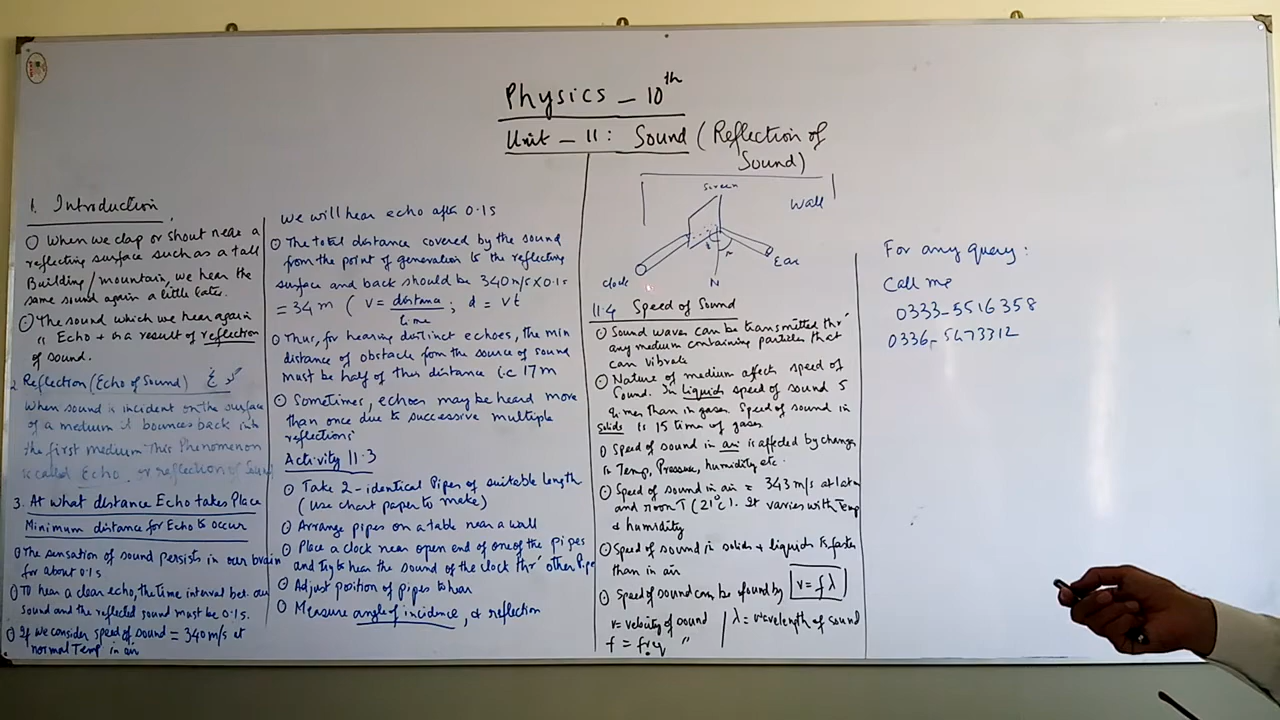 Physics - 10th
Unit - 11: Sound (Reflection of
Sound)
1. Introduction
When we clap or shout near a
reflecting surface such as a tall
Building/mountain, we hear the
same sound again a little later.
The sound which we hear again
" Echo + is a result of reflection
of sound.
2. Reflection (Echo of Sound)
When sound is incident on the surface
of a medium it bounces back into
the first medium. This Phenomenon
is called Echo, or reflection of Sound
3. At what distance Echo takes Place
Minimum distance for Echo to occur
The sensation of sound persists in our brain
for about 0.1s
To hear a clear echo, the Time interval bet. our
sound and the reflected sound must be 0.1s.
If we consider speed of sound = 340 m/s at
normal Temp in air
we will hear echo after 0.1s
The total distance covered by the sound
from the point of generation to the reflecting
surface and back should be 340 m/s x 0.1s
= 34 m ( v = distance/time ; d = vt
Thus, for hearing distinct echoes, the min
distance of obstacle from the source of sound
must be half of this distance i.e 17 m
Sometimes, echoes may be heard more
than once due to successive multiple
reflections
Activity 11.3
Take 2-identical Pipes of suitable length
(use chart paper to make)
Arrange pipes on a table near a wall
Place a clock near open end of one of the pipes
and try to hear the sound of the clock thr' other Pipe
Adjust position of pipes to hear
Measure angle of incidence, & reflection
Screen
Wall
i
r
Ear
clock
N
11.4 Speed of Sound
Sound waves can be transmitted thr'
any medium containing particles that
can vibrate
Nature of medium affect speed of
Sound. In liquids speed of sound 5
times than in gases. Speed of sound in
Solids is 15 time of gases
Speed of sound in air is affected by changes
in Temp, Pressure, humidity etc.
Speed of sound in air = 343 m/s at 1 atm
and room T (21°C). It varies with Temp
& humidity
Speed of sound in solids + liquids is faster
than in air
Speed of sound can be found by v = fλ
v = velocity of sound
λ = wavelength of sound
f = freq "
For any query:
Call me
0333-5516358
0336-5473312